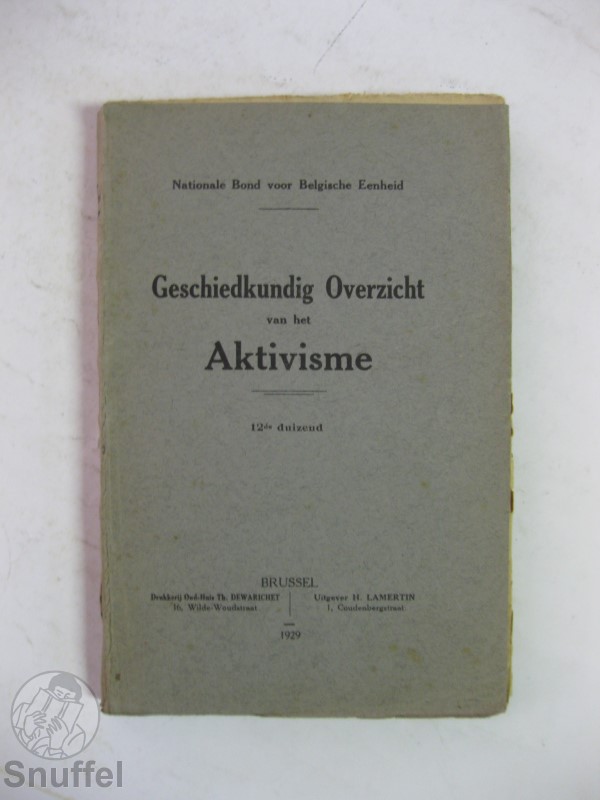 Nationale Bond voor Belgische Eenheid
Geschiedkundig Overzicht
van het
Aktivisme
12de duizend
BRUSSEL
Drukkerij Oud-Huis Th. DEWARICHET
16, Wilde-Woudstraat
Uitgever H. LAMERTIN
1, Coudenbergstraat
1929
Snuffel